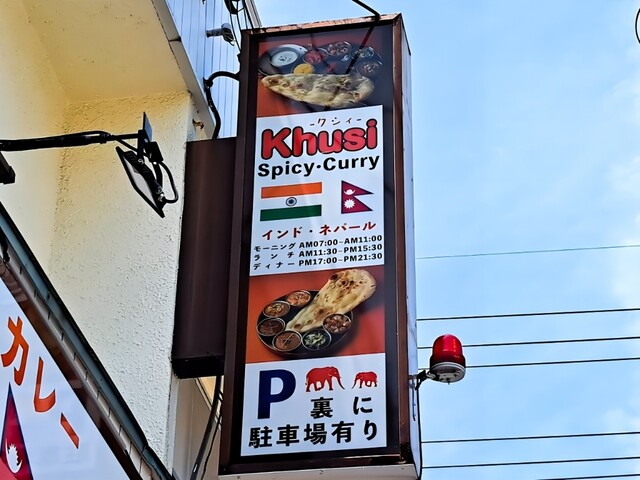 -クシィ-
Khusi
Spicy·Curry
インド・ネパール
モーニング AM07:00~AM11:00
ランチ AM11:30~PM15:30
ディナー PM17:00~PM21:30
P 裏に
駐車場有り
カレー